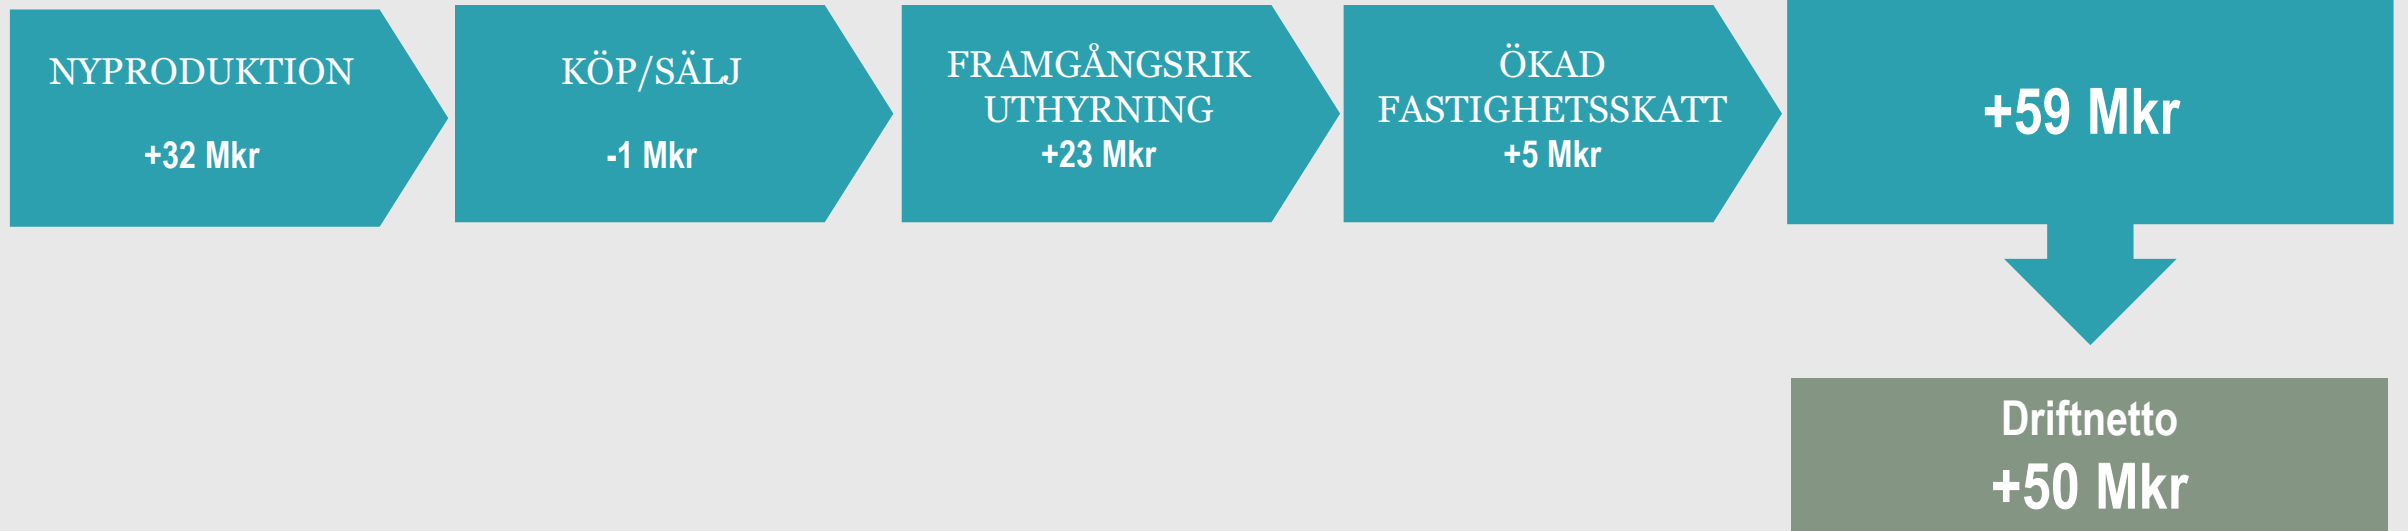 NYPRODUKTION
+32 Mkr
KÖP/SÄLJ
-1 Mkr
FRAMGÅNGSRIK
UTHYRNING
+23 Mkr
ÖKAD
FASTIGHETSSKATT
+5 Mkr
+59 Mkr
Driftnetto
+50 Mkr